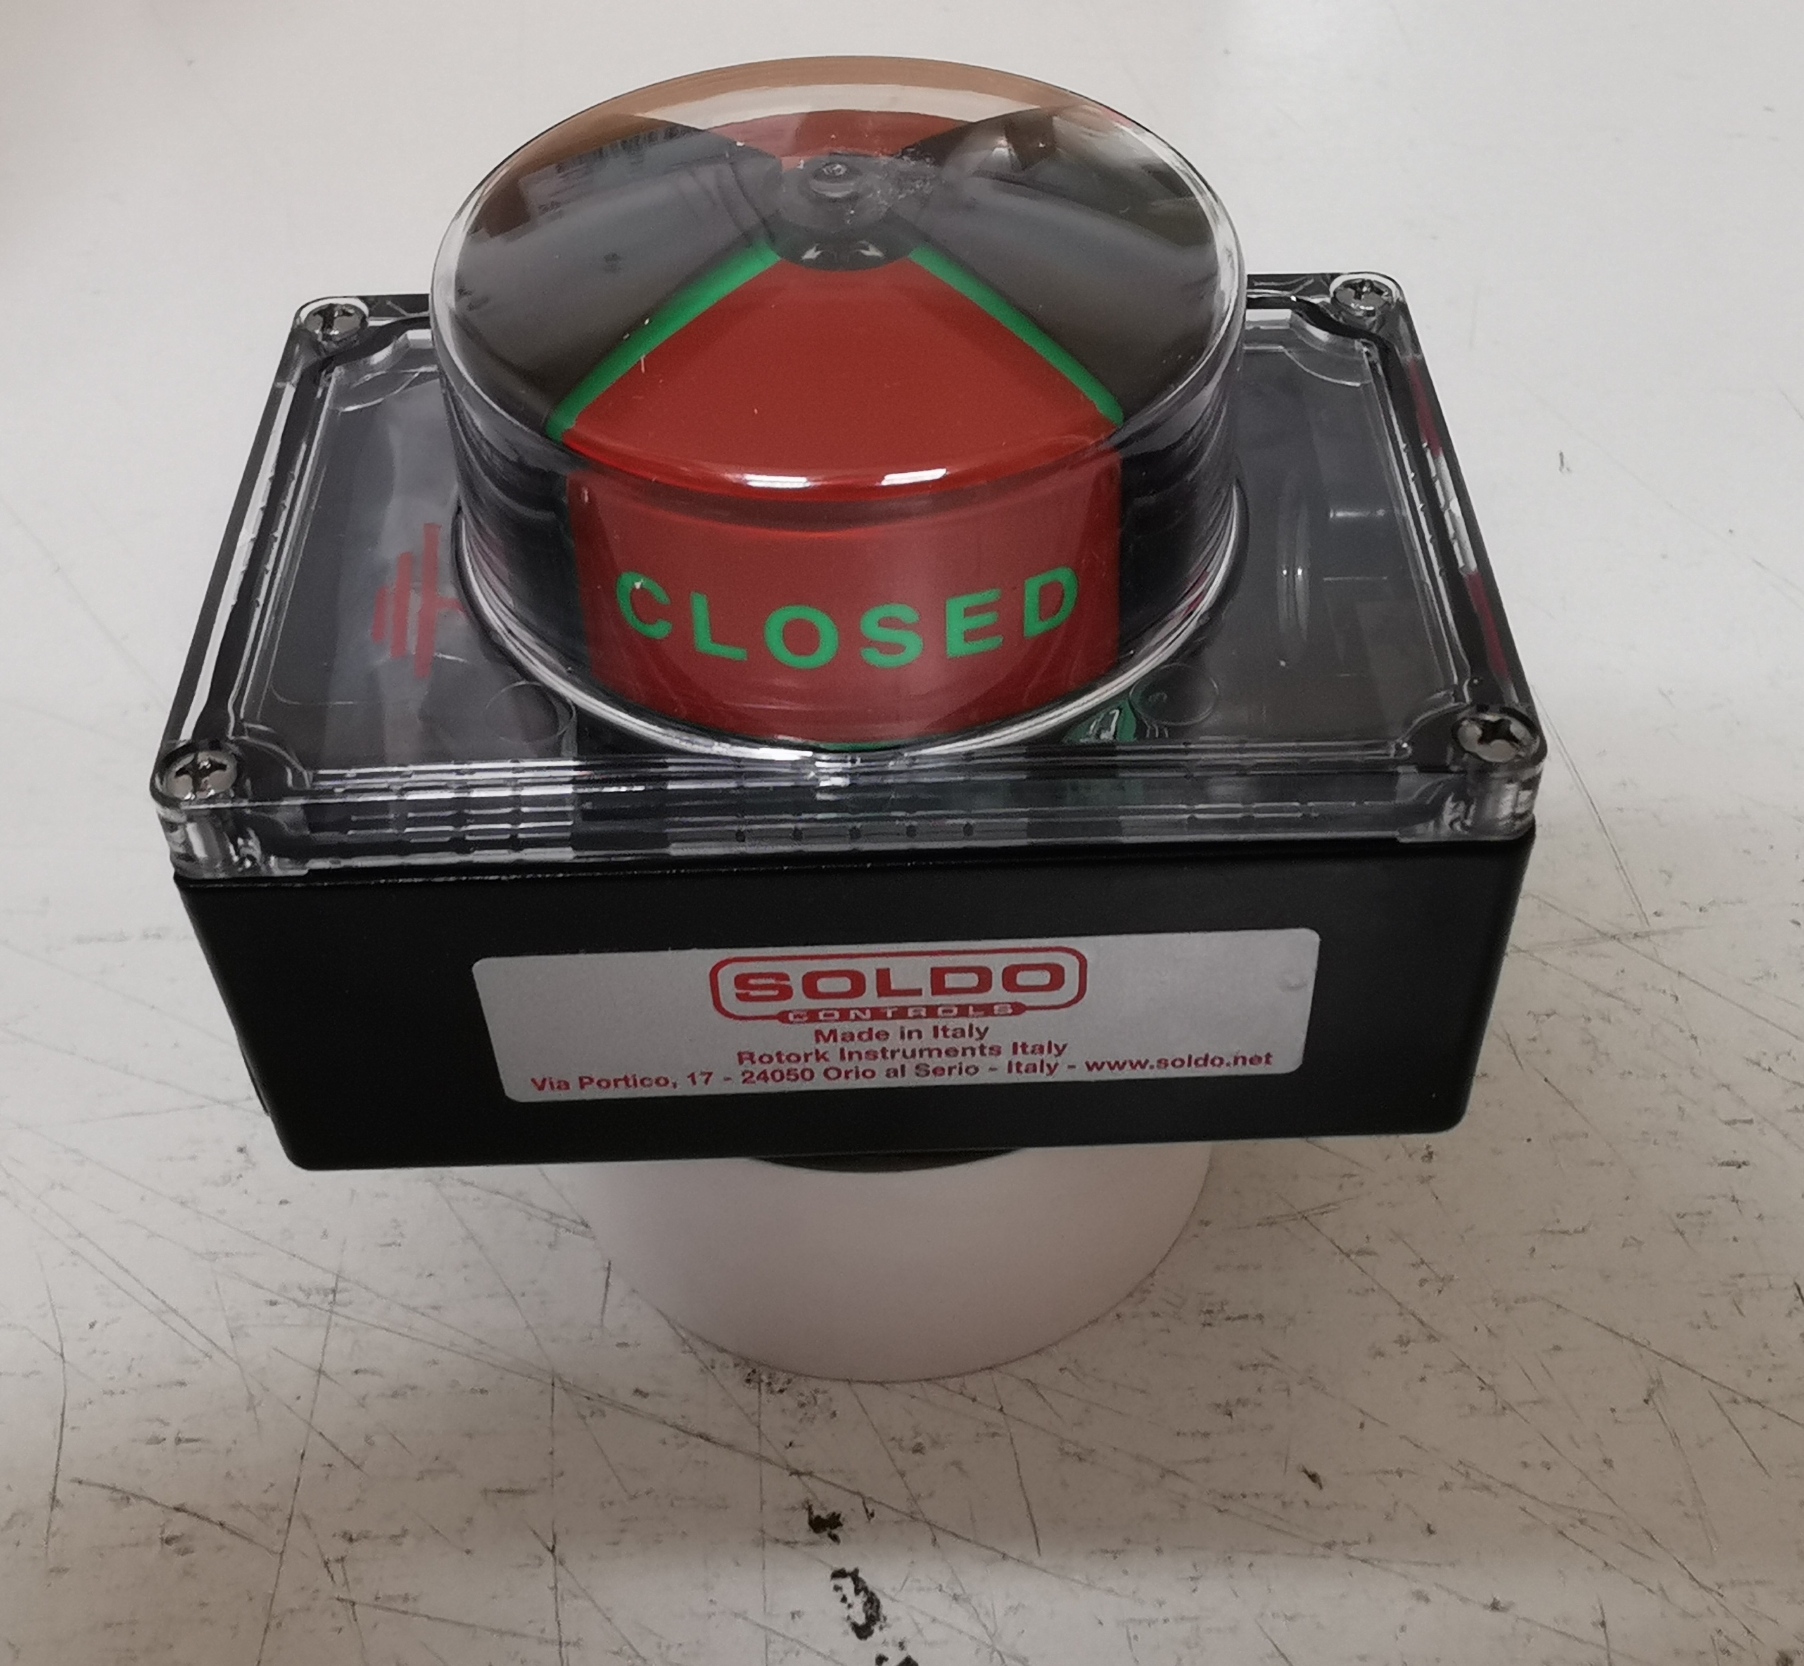 CLOSED
SOLDO
CONTROLS
Made in Italy
Rotork Instruments Italy
Via Portico, 17 - 24050 Orio al Serio - Italy - www.soldo.net